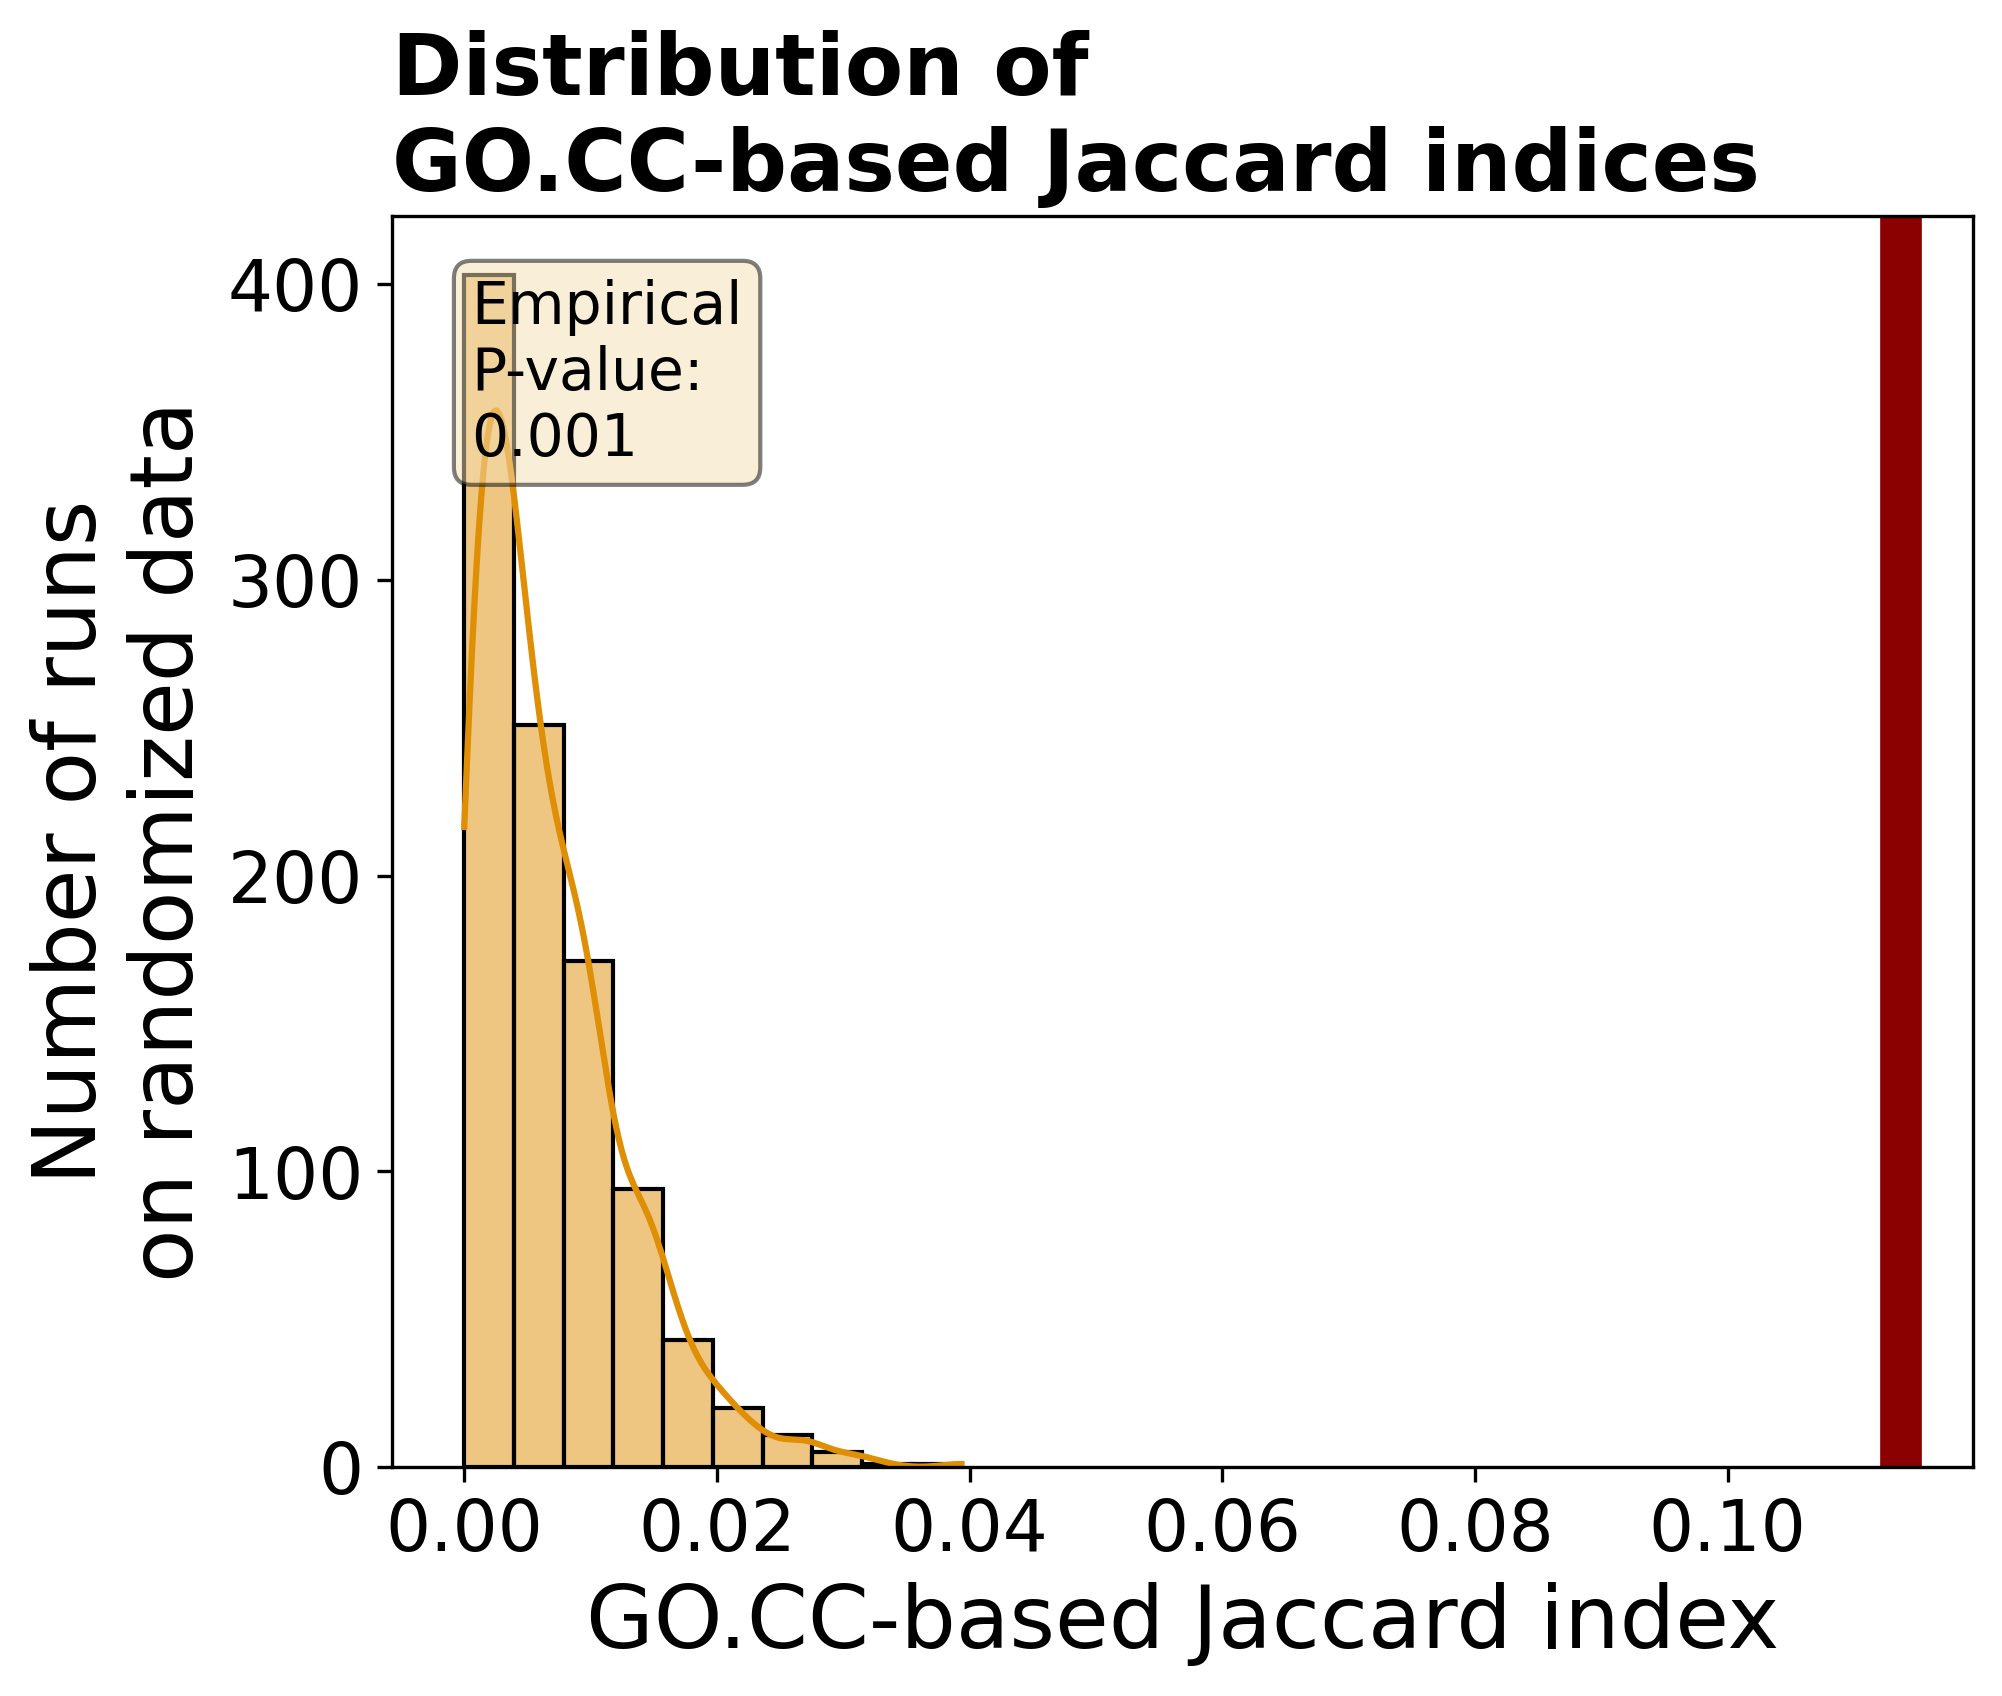 Distribution of
GO.CC-based Jaccard indices
Number of runs
on randomized data
400
300
200
100
0
Empirical
P-value:
0.001
0.00
0.02
0.04
0.06
0.08
0.10
GO.CC-based Jaccard index